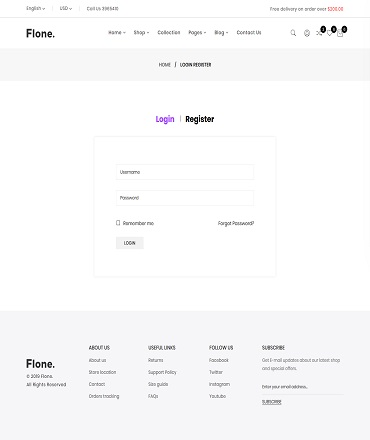 English
USD
Call Us 3965410
Free delivery on order over $200.00
Flone.
Home
Shop
Collection
Pages
Blog
Contact Us
HOME | LOGIN REGISTER
Login | Register
Username
Password
Remember me
Forgot Password?
LOGIN
Flone.
© 2019 Flone.
All Rights Reserved
ABOUT US
About us
Store location
Contact
Orders tracking
USEFUL LINKS
Returns
Support Policy
Size guide
FAQs
FOLLOW US
Facebook
Twitter
Instagram
Youtube
SUBSCRIBE
Get E-mail updates about our latest shop
and special offers.
Enter your email address...
SUBSCRIBE